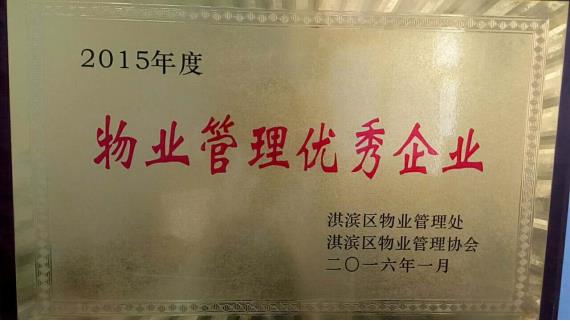 2015年度
物业管理优秀企业
淇滨区物业管理处
淇滨区物业管理协会
二〇一六年一月